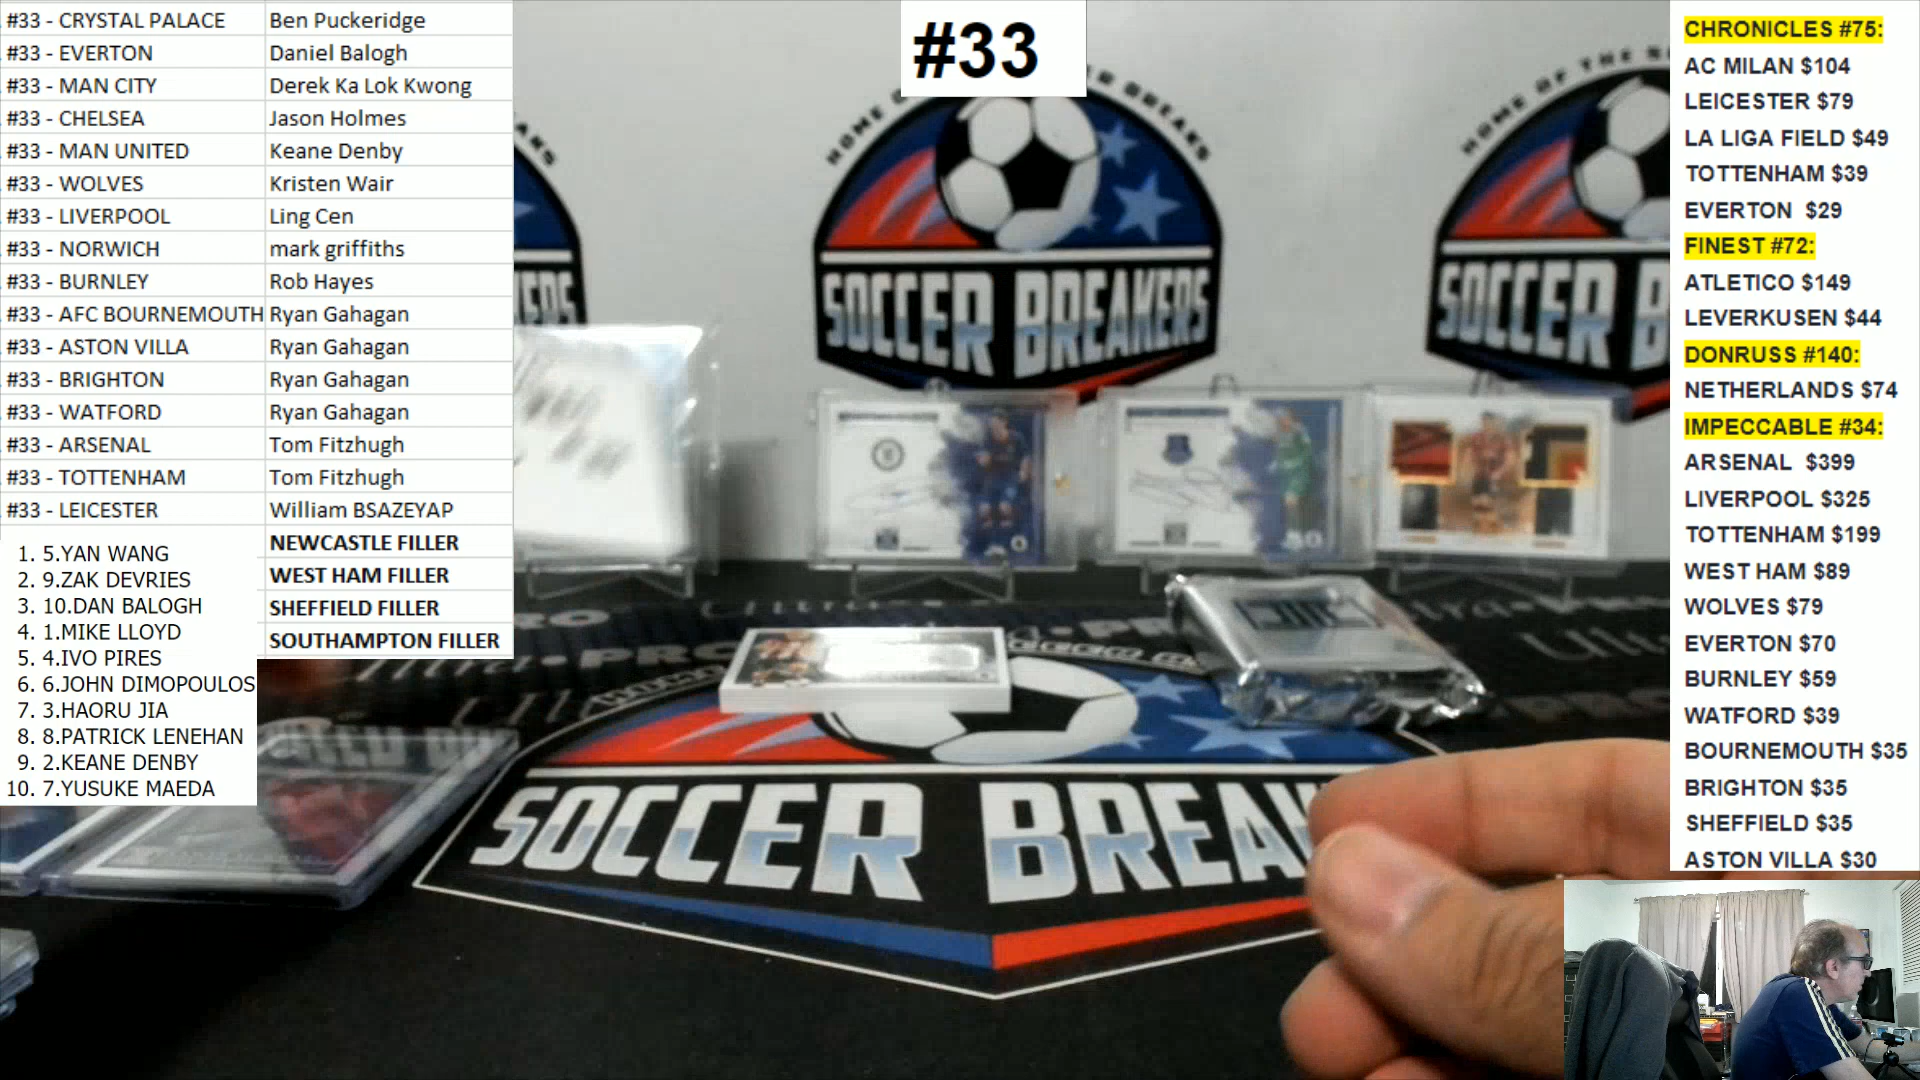 #33 - CRYSTAL PALACE Ben Puckeridge
#33 - EVERTON Daniel Balogh
#33 - MAN CITY Derek Ka Lok Kwong
#33 - CHELSEA Jason Holmes
#33 - MAN UNITED Keane Denby
#33 - WOLVES Kristen Wair
#33 - LIVERPOOL Ling Cen
#33 - NORWICH mark griffiths
#33 - BURNLEY Rob Hayes
#33 - AFC BOURNEMOUTH Ryan Gahagan
#33 - ASTON VILLA Ryan Gahagan
#33 - BRIGHTON Ryan Gahagan
#33 - WATFORD Ryan Gahagan
#33 - ARSENAL Tom Fitzhugh
#33 - TOTTENHAM Tom Fitzhugh
#33 - LEICESTER William BSAZEYAP
NEWCASTLE FILLER
WEST HAM FILLER
SHEFFIELD FILLER
SOUTHAMPTON FILLER
1. 5.YAN WANG
2. 9.ZAK DEVRIES
3. 10.DAN BALOGH
4. 1.MIKE LLOYD
5. 4.IVO PIRES
6. 6.JOHN DIMOPOULOS
7. 3.HAORU JIA
8. 8.PATRICK LENEHAN
9. 2.KEANE DENBY
10. 7.YUSUKE MAEDA
#33
SOCCER BREAKERS
HOME OF THE
SOCCER B
SOCCER BREA
CHRONICLES #75:
AC MILAN $104
LEICESTER $79
LA LIGA FIELD $49
TOTTENHAM $39
EVERTON $29
FINEST #72:
ATLETICO $149
LEVERKUSEN $44
DONRUSS #140:
NETHERLANDS $74
IMPECCABLE #34:
ARSENAL $399
LIVERPOOL $325
TOTTENHAM $199
WEST HAM $89
WOLVES $79
EVERTON $70
BURNLEY $59
WATFORD $39
BOURNEMOUTH $35
BRIGHTON $35
SHEFFIELD $35
ASTON VILLA $30